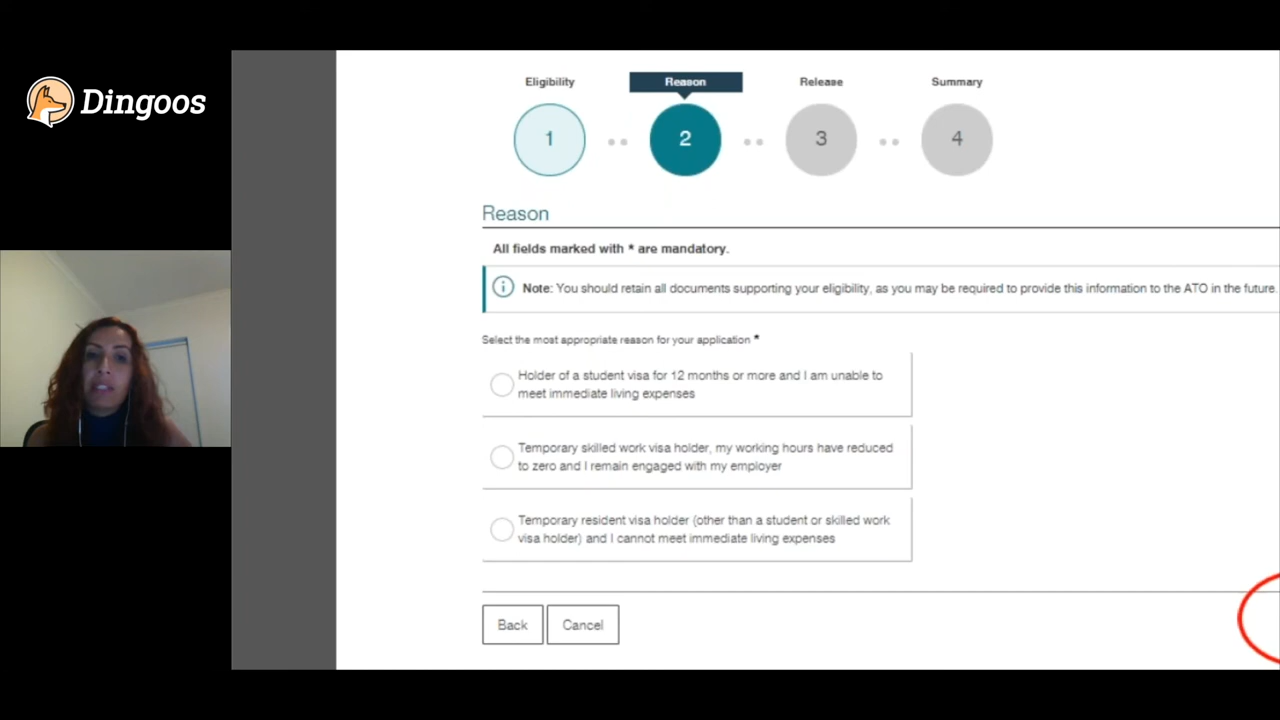 Dingoos
Eligibility
Reason
Release
Summary
1
2
3
4
Reason
All fields marked with * are mandatory.
Note: You should retain all documents supporting your eligibility, as you may be required to provide this information to the ATO in the future.
Select the most appropriate reason for your application *
Holder of a student visa for 12 months or more and I am unable to
meet immediate living expenses
Temporary skilled work visa holder, my working hours have reduced
to zero and I remain engaged with my employer
Temporary resident visa holder (other than a student or skilled work
visa holder) and I cannot meet immediate living expenses
Back
Cancel